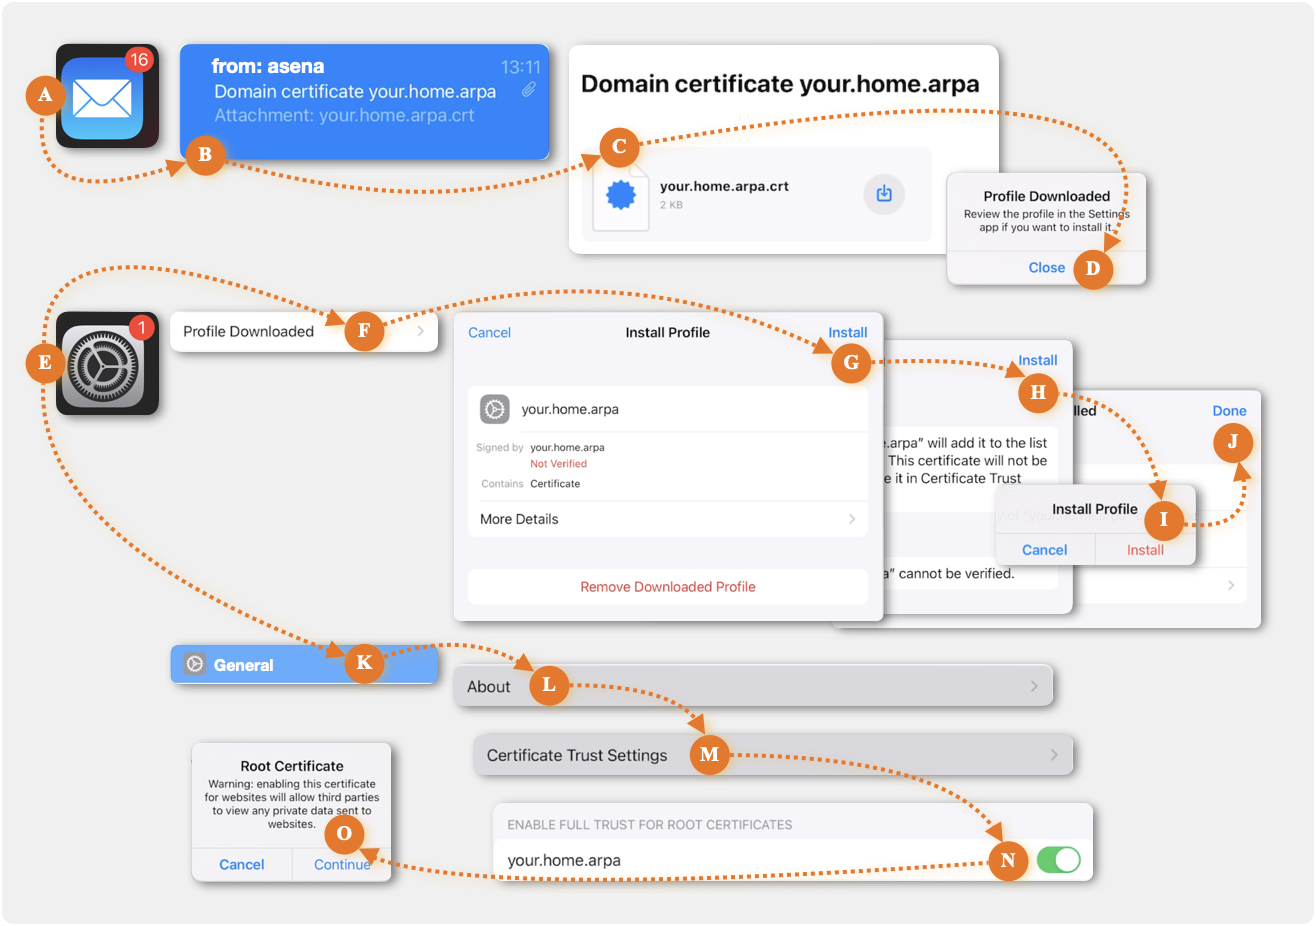 16
A
from: asena
13:11
Domain certificate your.home.arpa
Attachment: your.home.arpa.crt
B
Domain certificate your.home.arpa
C
your.home.arpa.crt
2 KB
Profile Downloaded
Review the profile in the Settings
app if you want to install it.
Close
D
E
1
Profile Downloaded
F
Cancel
Install Profile
Install
G
your.home.arpa
Signed by your.home.arpa
Not Verified
Contains Certificate
More Details
Remove Downloaded Profile
Install
H
.arpa” will add it to the list
This certificate will not be
e it in Certificate Trust
a” cannot be verified.
lled
Done
J
Install Profile
I
Cancel
Install
General
K
About
L
Certificate Trust Settings
M
ENABLE FULL TRUST FOR ROOT CERTIFICATES
your.home.arpa
N
Root Certificate
Warning: enabling this certificate
for websites will allow third parties
to view any private data sent to
websites.
O
Cancel
Continue